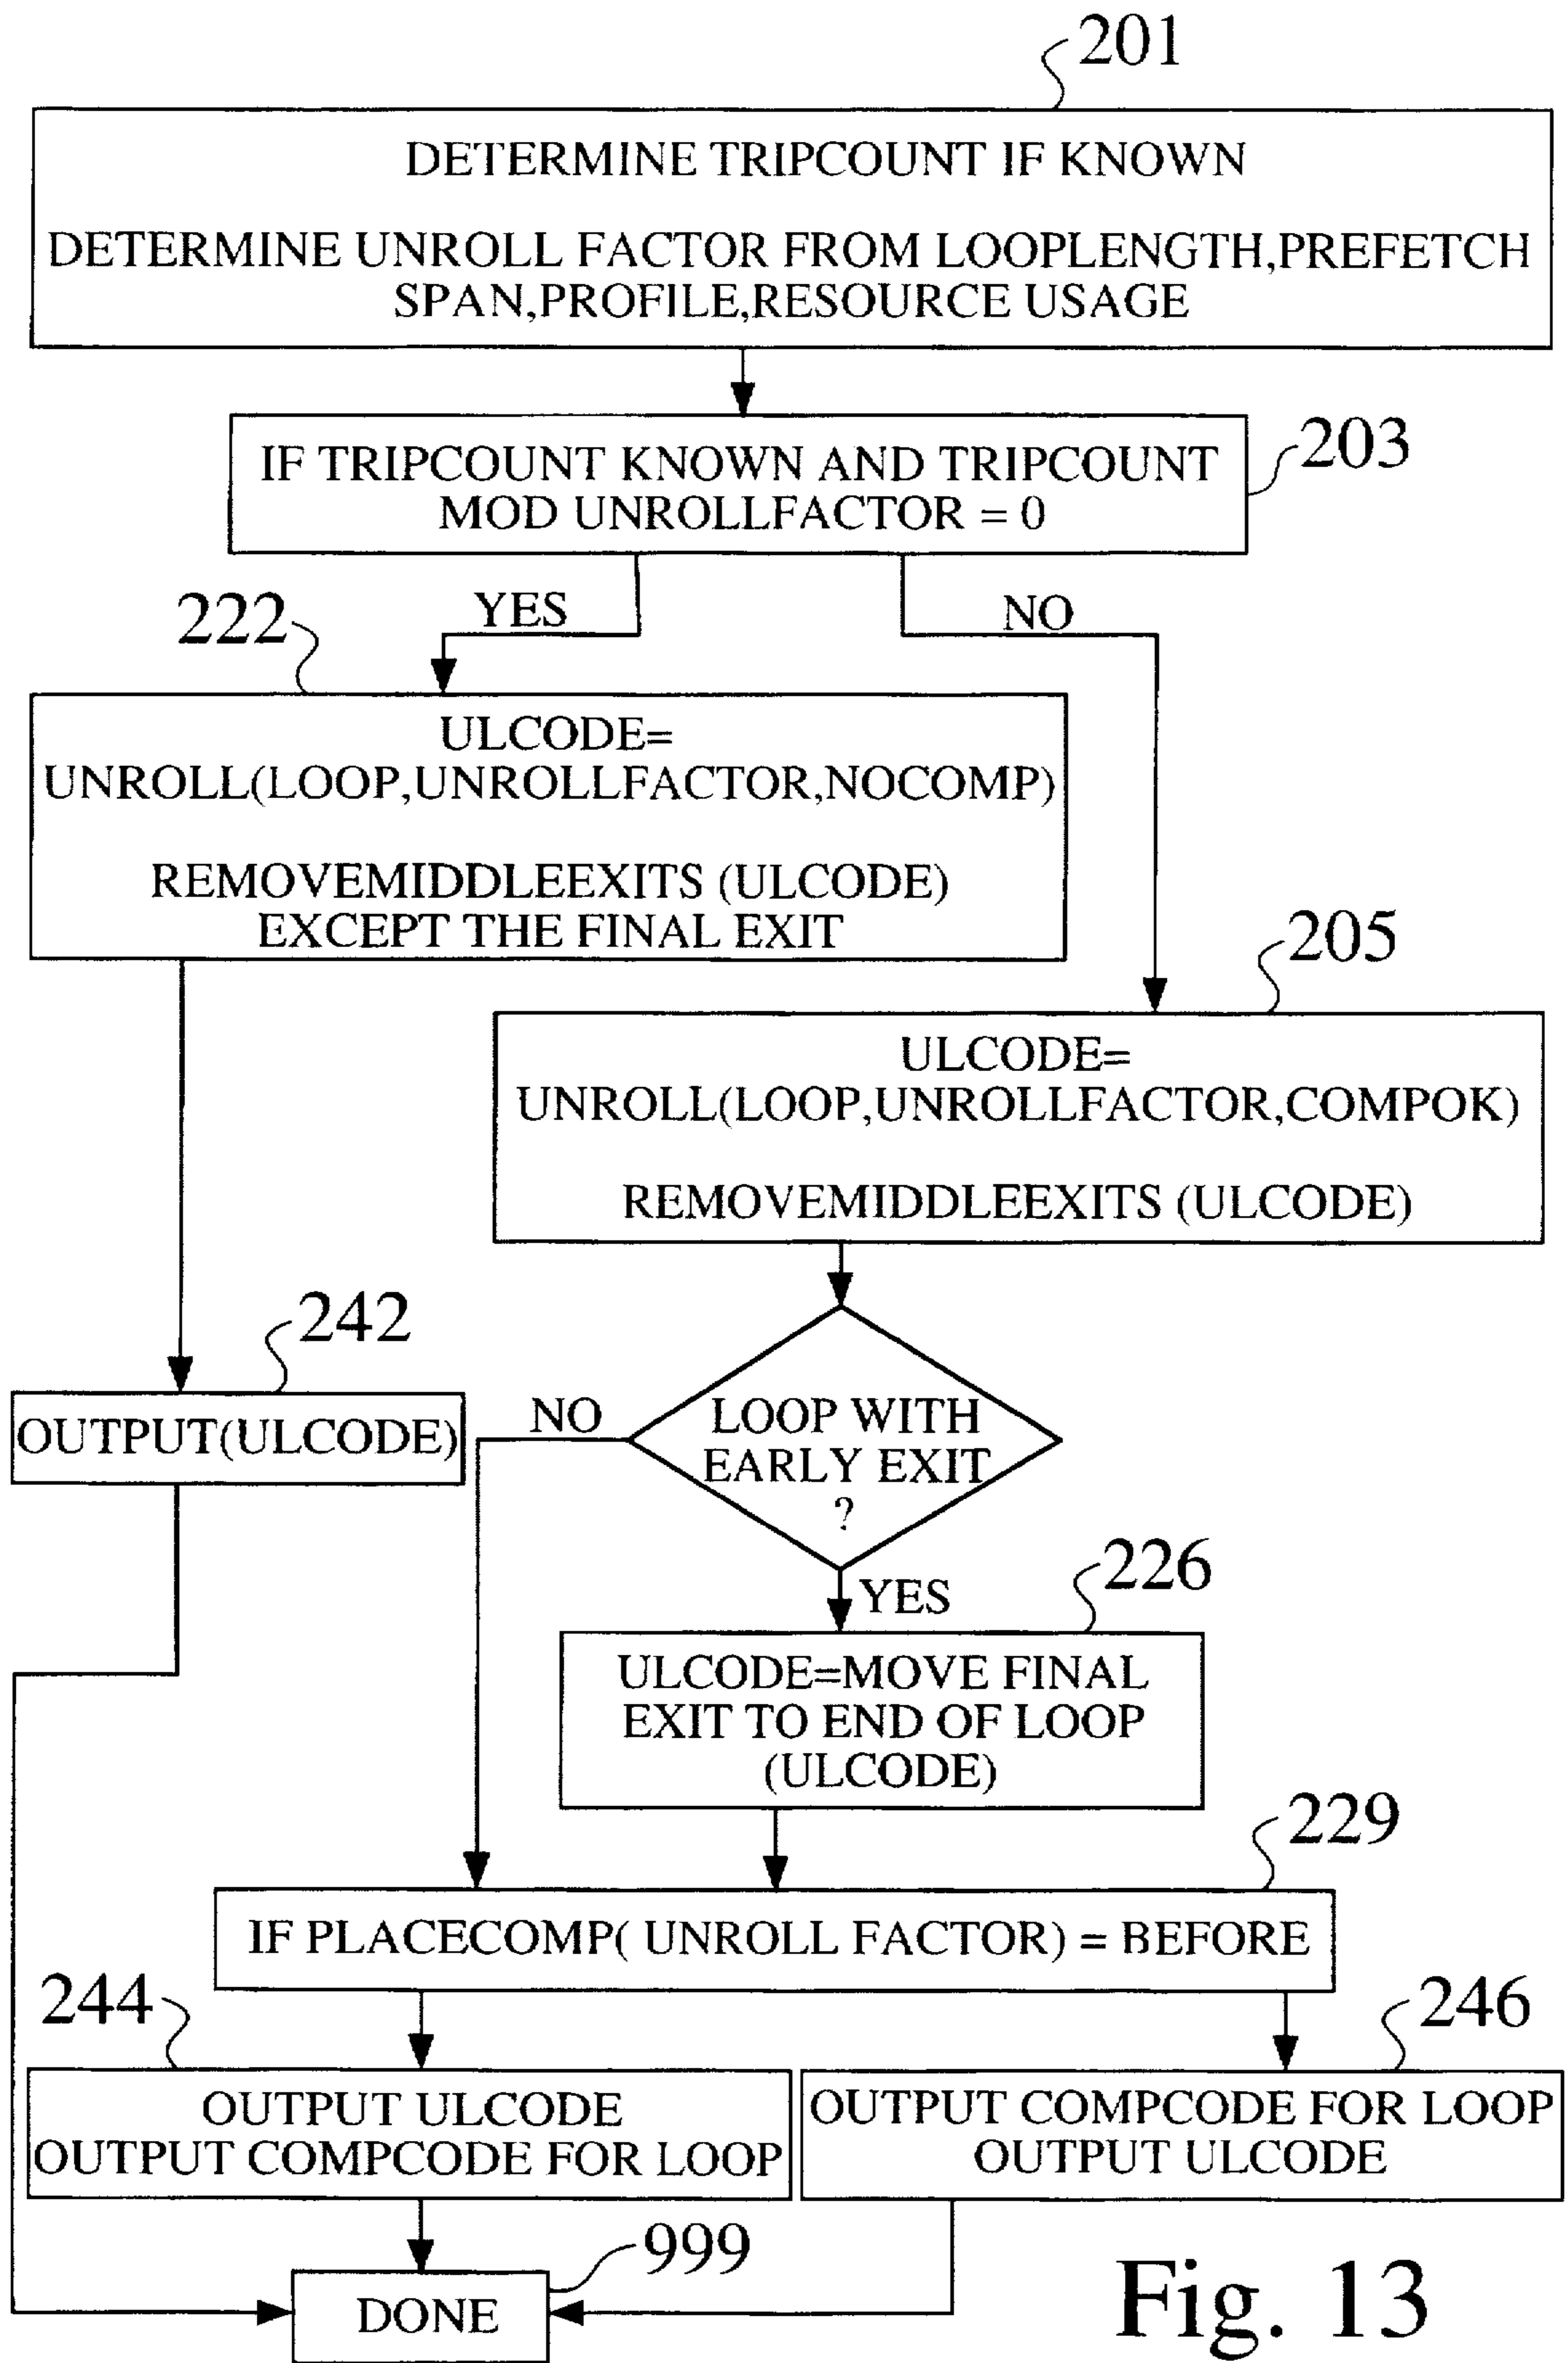 201
DETERMINE TRIPCOUNT IF KNOWN
DETERMINE UNROLL FACTOR FROM LOOPLENGTH,PREFETCH
SPAN,PROFILE,RESOURCE USAGE
IF TRIPCOUNT KNOWN AND TRIPCOUNT
MOD UNROLLFACTOR = 0
203
YES
NO
222
ULCODE=
UNROLL(LOOP,UNROLLFACTOR,NOCOMP)
REMOVEMIDDLEEXITS (ULCODE)
EXCEPT THE FINAL EXIT
205
ULCODE=
UNROLL(LOOP,UNROLLFACTOR,COMPOK)
REMOVEMIDDLEEXITS (ULCODE)
242
OUTPUT(ULCODE)
NO
LOOP WITH
EARLY EXIT
?
YES
226
ULCODE=MOVE FINAL
EXIT TO END OF LOOP
(ULCODE)
229
IF PLACECOMP( UNROLL FACTOR) = BEFORE
244
OUTPUT ULCODE
OUTPUT COMPCODE FOR LOOP
246
OUTPUT COMPCODE FOR LOOP
OUTPUT ULCODE
999
DONE
Fig. 13